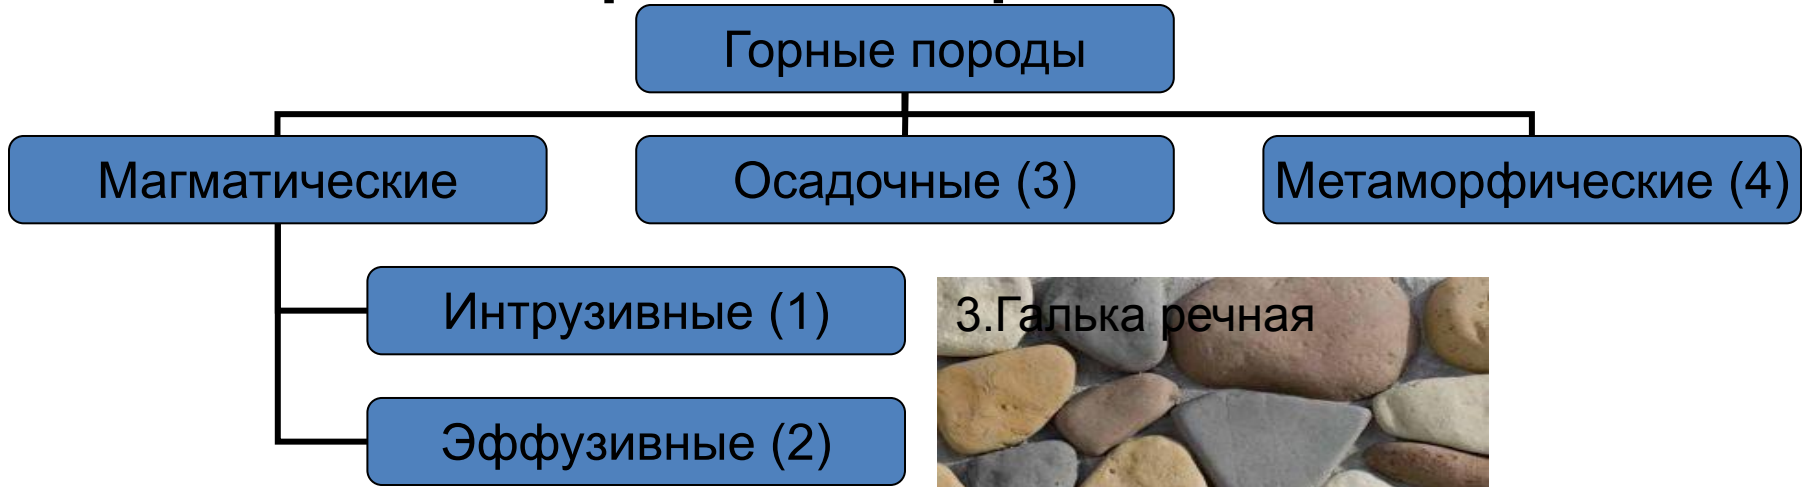 Горные породы
Магматические
Осадочные (3)
Метаморфические (4)
Интрузивные (1)
3.Галька речная
Эффузивные (2)